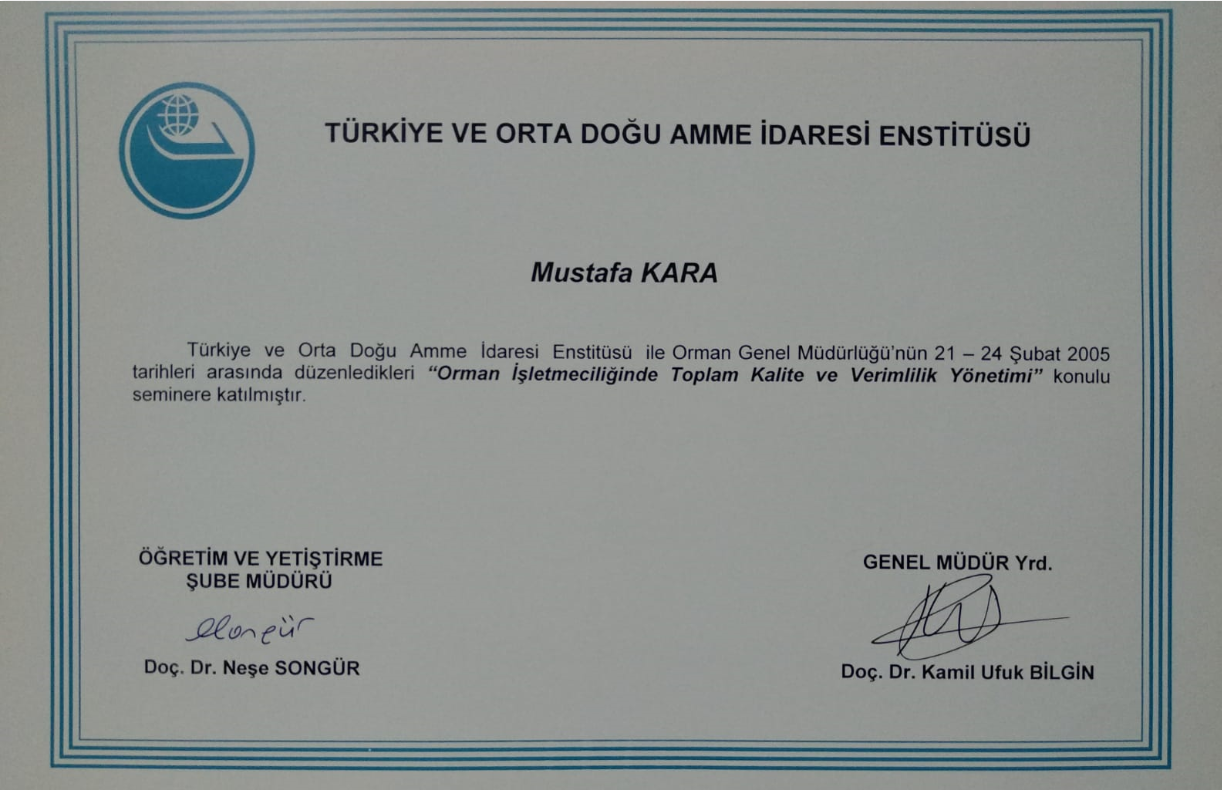 TÜRKİYE VE ORTA DOĞU AMME İDARESİ ENSTİTÜSÜ
Mustafa KARA
Türkiye ve Orta Doğu Amme İdaresi Enstitüsü ile Orman Genel Müdürlüğü’nün 21 – 24 Şubat 2005
tarihleri arasında düzenledikleri “Orman İşletmeciliğinde Toplam Kalite ve Verimlilik Yönetimi” konulu
seminere katılmıştır.
ÖĞRETİM VE YETİŞTİRME
ŞUBE MÜDÜRÜ
Doç. Dr. Neşe SONGÜR
GENEL MÜDÜR Yrd.
Doç. Dr. Kamil Ufuk BİLGİN